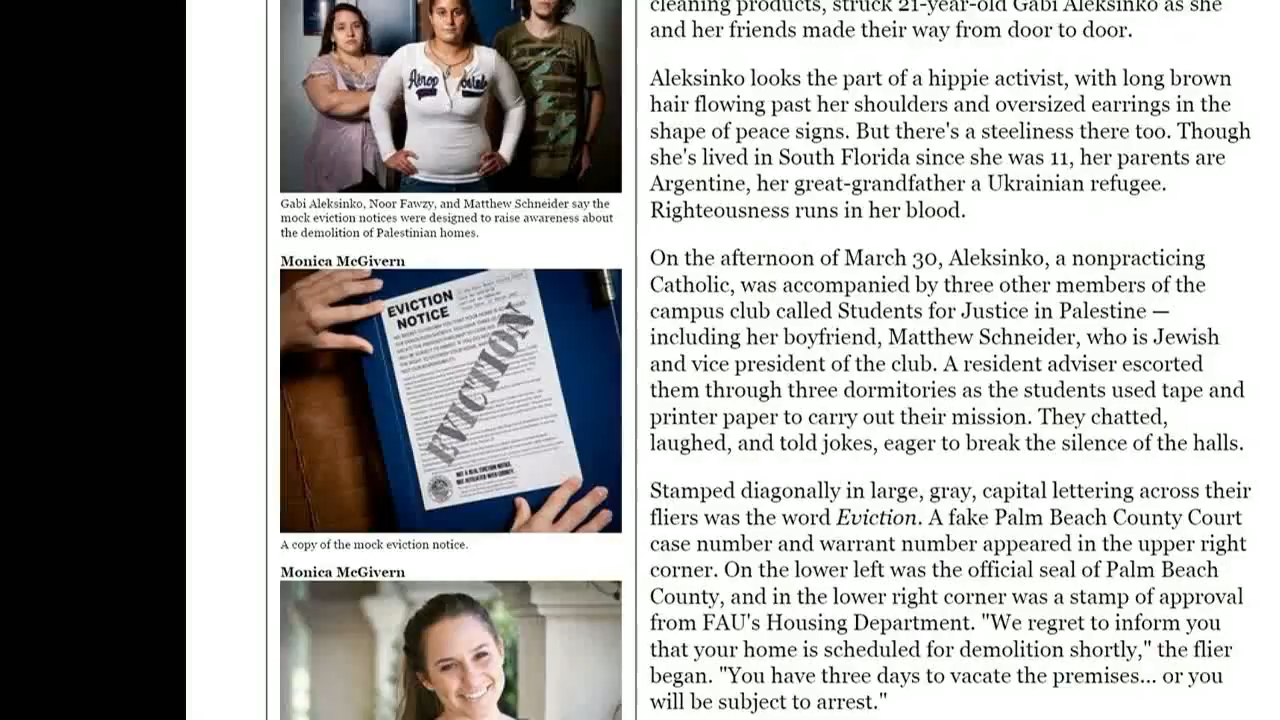 cleaning products, struck 21-year-old Gabi Aleksinko as she
and her friends made their way from door to door.
Aleksinko looks the part of a hippie activist, with long brown
hair flowing past her shoulders and oversized earrings in the
shape of peace signs. But there's a steeliness there too. Though
she's lived in South Florida since she was 11, her parents are
Argentine, her great-grandfather a Ukrainian refugee.
Righteousness runs in her blood.
On the afternoon of March 30, Aleksinko, a nonpracticing
Catholic, was accompanied by three other members of the
campus club called Students for Justice in Palestine —
including her boyfriend, Matthew Schneider, who is Jewish
and vice president of the club. A resident adviser escorted
them through three dormitories as the students used tape and
printer paper to carry out their mission. They chatted,
laughed, and told jokes, eager to break the silence of the halls.
Stamped diagonally in large, gray, capital lettering across their
fliers was the word Eviction. A fake Palm Beach County Court
case number and warrant number appeared in the upper right
corner. On the lower left was the official seal of Palm Beach
County, and in the lower right corner was a stamp of approval
from FAU's Housing Department. "We regret to inform you
that your home is scheduled for demolition shortly," the flier
began. "You have three days to vacate the premises... or you
will be subject to arrest."
Gabi Aleksinko, Noor Fawzy, and Matthew Schneider say the
mock eviction notices were designed to raise awareness about
the demolition of Palestinian homes.
Monica McGivern
EVICTION
NOTICE
EVICTION
NOT A REAL EVICTION NOTICE.
NOT AFFILIATED WITH COUNTY.
A copy of the mock eviction notice.
Monica McGivern